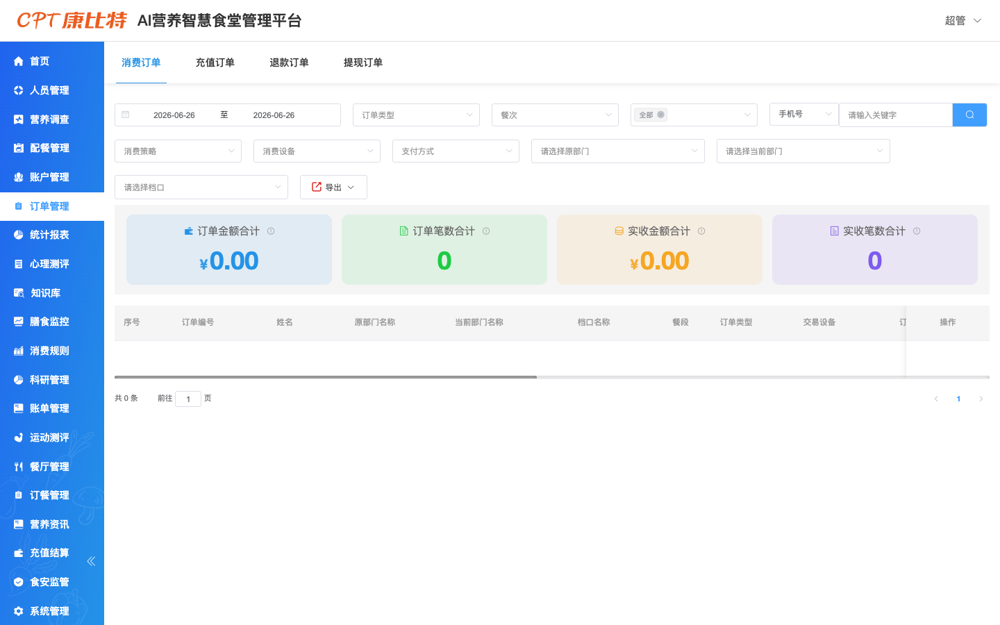 CPT 康比特 AI营养智慧食堂管理平台 超管
首页
人员管理
营养调查
配餐管理
账户管理
订单管理
统计报表
心理测评
知识库
膳食监控
消费规则
科研管理
账单管理
运动测评
餐厅管理
订餐管理
营养资讯
充值结算
食安监管
系统管理
消费订单 充值订单 退款订单 提现订单
2026-06-26 至 2026-06-26 订单类型 餐次 全部 手机号 请输入关键字
消费策略 消费设备 支付方式 请选择原部门 请选择当前部门
请选择档口 导出
订单金额合计 订单笔数合计 实收金额合计 实收笔数合计
¥0.00 0 ¥0.00 0
序号 订单编号 姓名 原部门名称 当前部门名称 档口名称 餐段 订单类型 交易设备 订 操作
共 0 条 前往 1 页 1